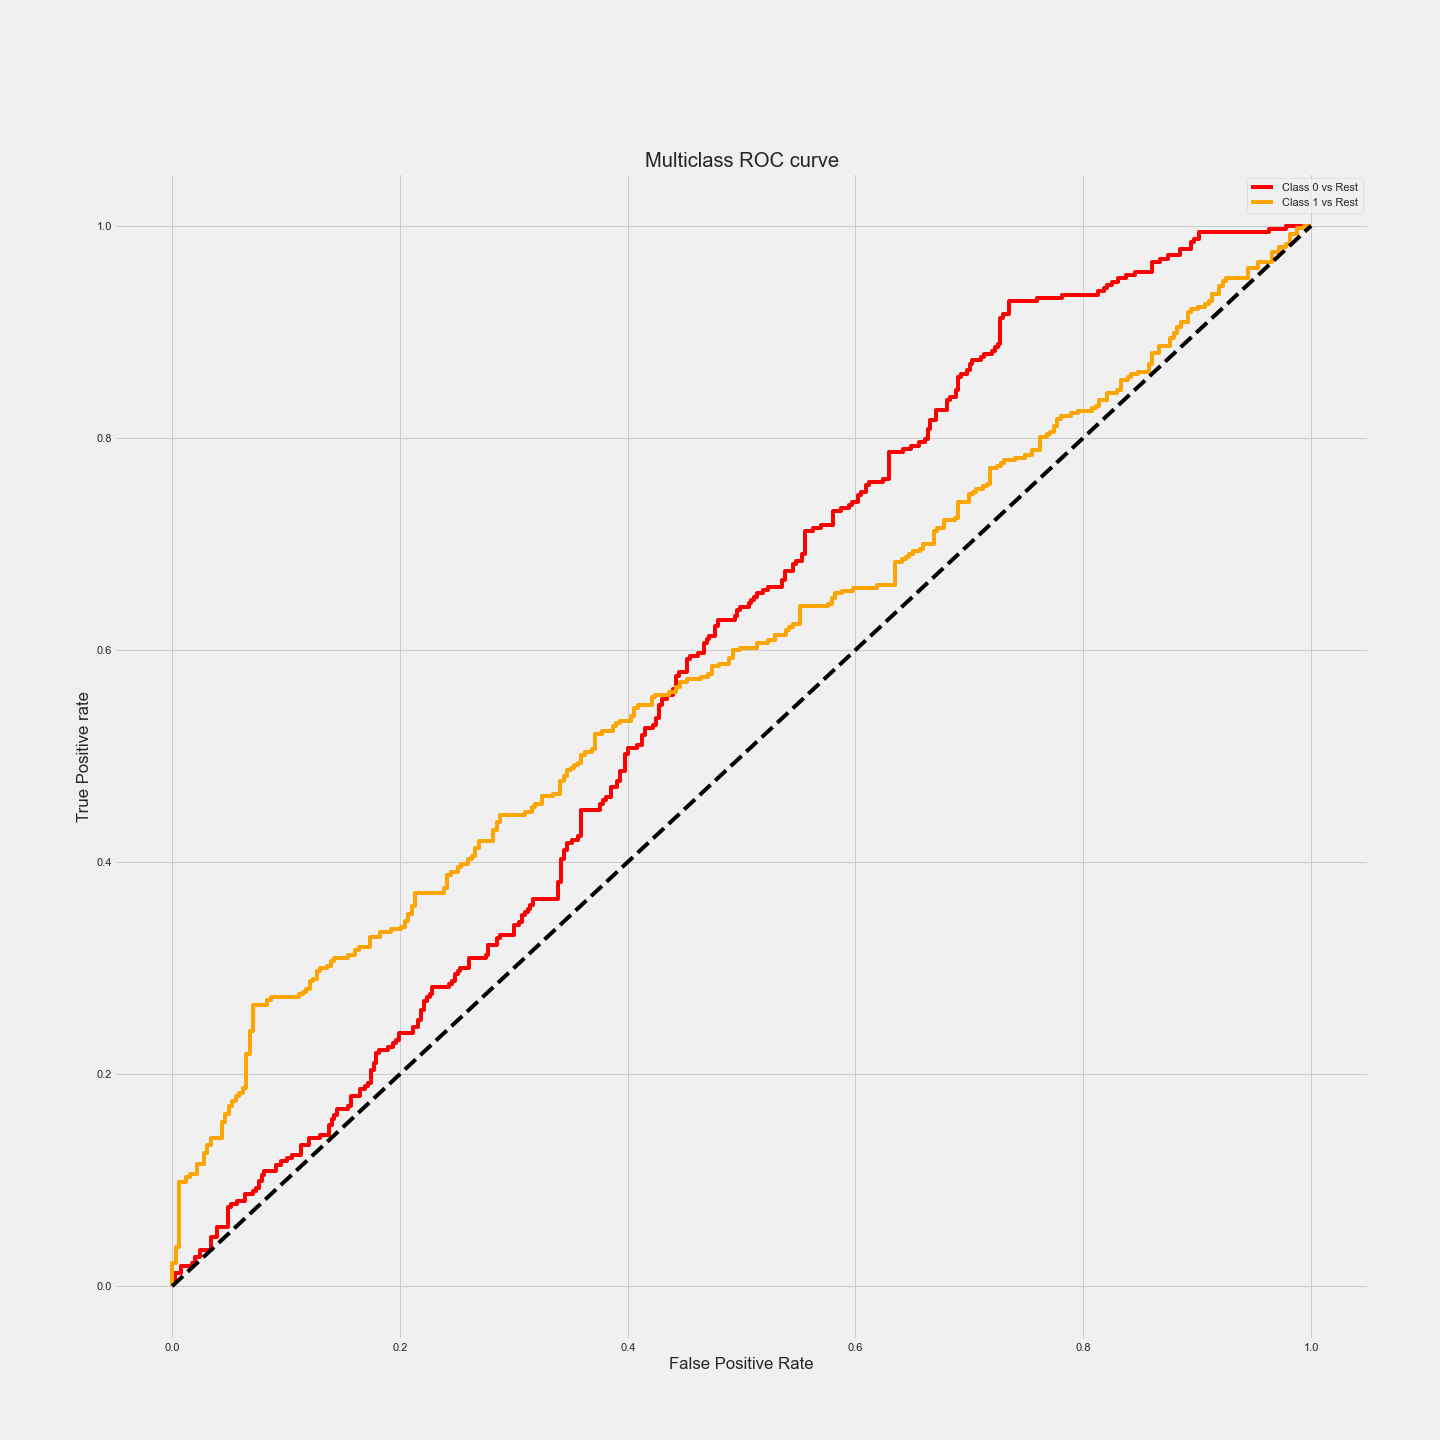 Multiclass ROC curve
Class 0 vs Rest
Class 1 vs Rest
1.0
0.8
0.6
0.4
0.2
0.0
True Positive rate
0.0 0.2 0.4 0.6 0.8 1.0
False Positive Rate